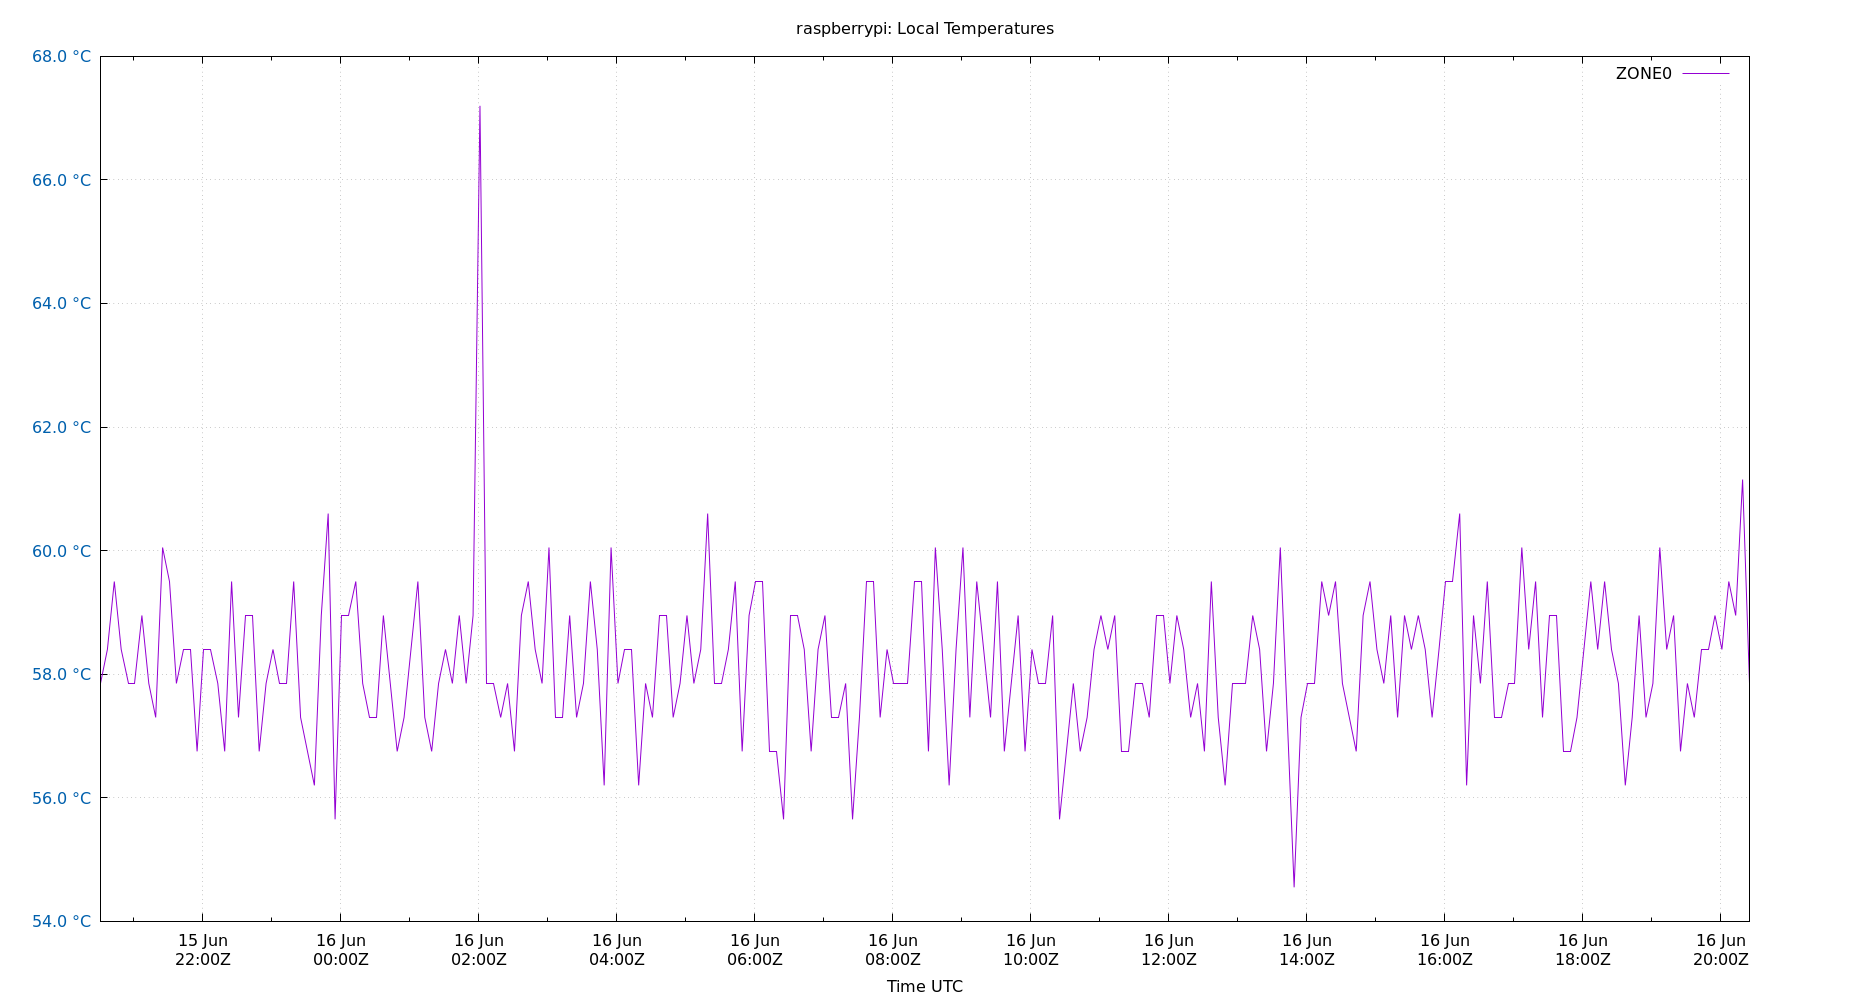 raspberrypi: Local Temperatures
68.0 °C
ZONE0
66.0 °C
64.0 °C
62.0 °C
60.0 °C
58.0 °C
56.0 °C
54.0 °C
15 Jun 16 Jun 16 Jun 16 Jun 16 Jun 16 Jun 16 Jun 16 Jun 16 Jun 16 Jun 16 Jun 16 Jun
22:00Z 00:00Z 02:00Z 04:00Z 06:00Z 08:00Z 10:00Z 12:00Z 14:00Z 16:00Z 18:00Z 20:00Z
Time UTC